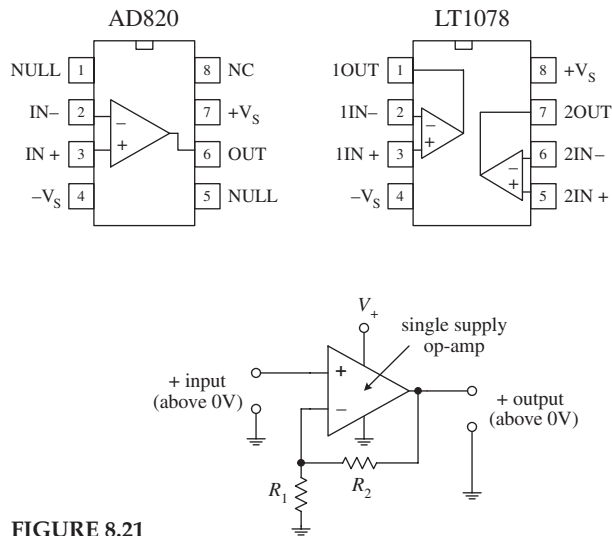 AD820
NULL 1 8 NC
IN– 2 – 7 +VS
IN + 3 + 6 OUT
–VS 4 5 NULL
LT1078
1OUT 1 8 +VS
1IN– 2 – 7 2OUT
1IN + 3 + – 6 2IN–
–VS 4 + 5 2IN +
V+
single supply
op-amp
+ input
(above 0V)
+
–
+ output
(above 0V)
R1
R2
FIGURE 8.21